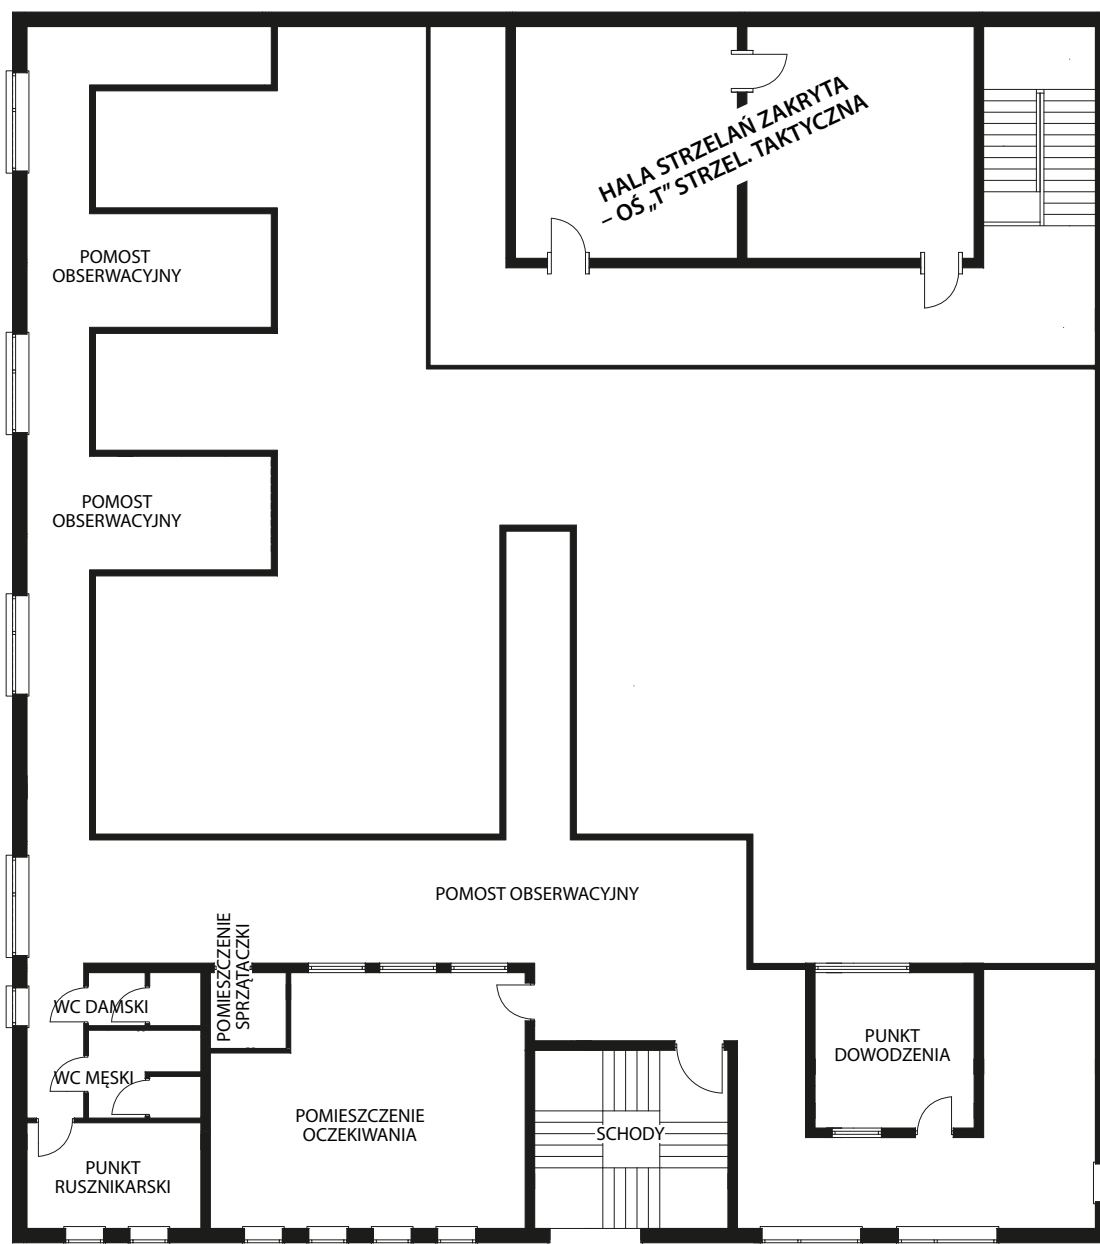 HALA STRZELAŃ ZAKRYTA
– OŚ „T” STRZEL. TAKTYCZNA
POMOST
OBSERWACYJNY
POMOST
OBSERWACYJNY
POMOST OBSERWACYJNY
POMIESZCZENIE
SPRZĄTACZKI
WC DAMSKI
WC MĘSKI
PUNKT
RUSZNIKARSKI
POMIESZCZENIE
OCZEKIWANIA
SCHODY
PUNKT
DOWODZENIA